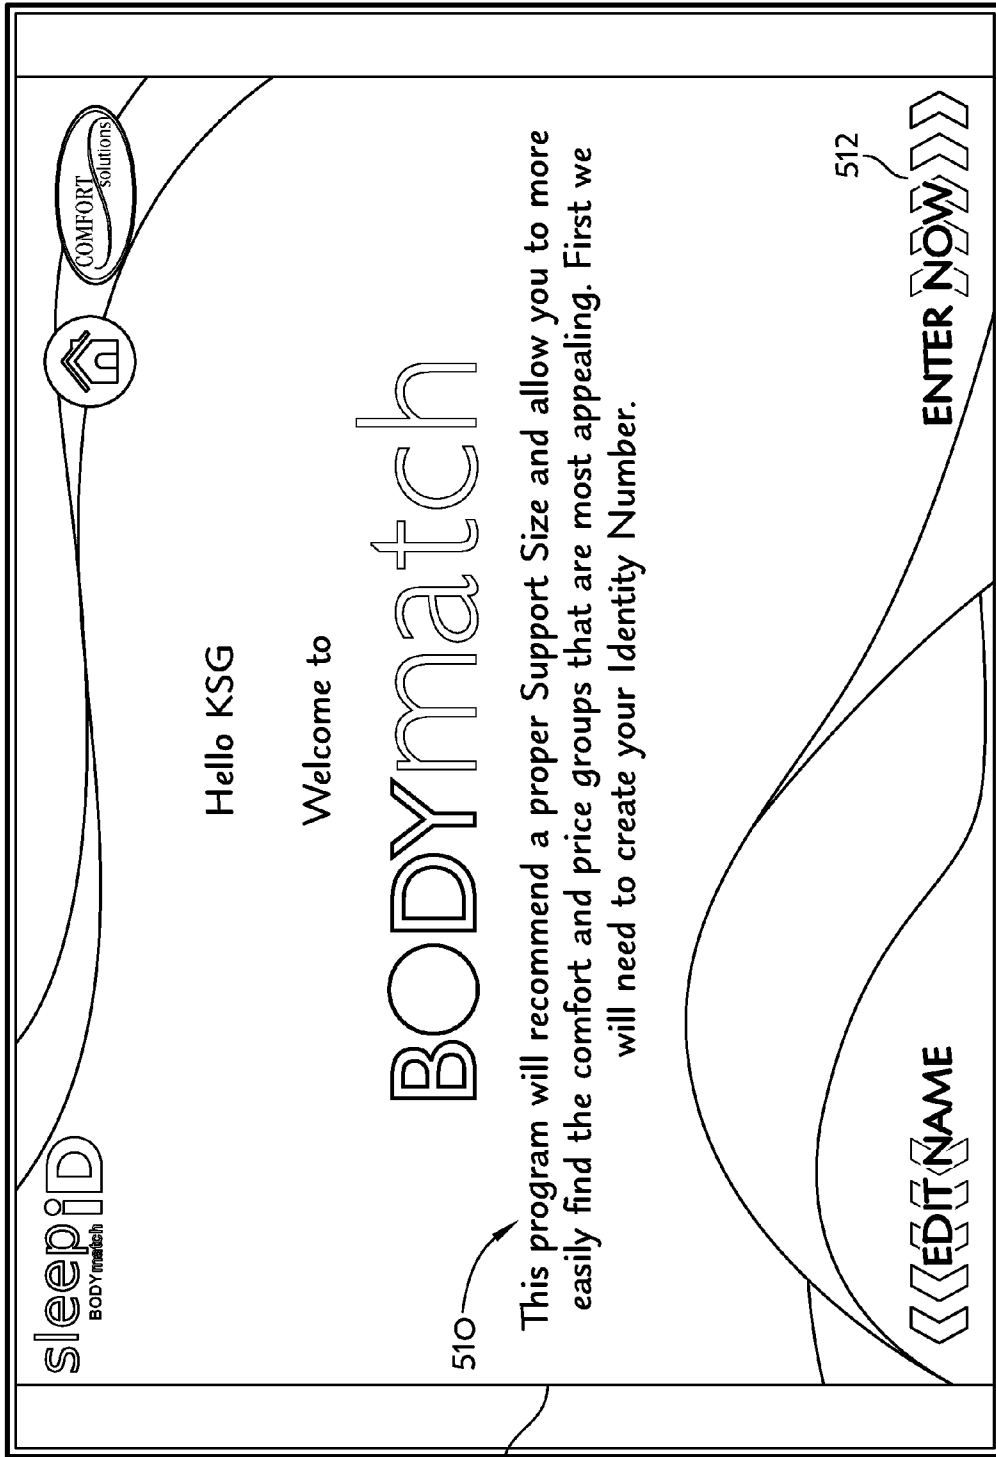 sleep iD
BODYmatch
COMFORT
solutions
Hello KSG
Welcome to
BODYmatch
510
This program will recommend a proper Support Size and allow you to more
easily find the comfort and price groups that are most appealing. First we
will need to create your Identity Number.
512
EDIT NAME
ENTER NOW